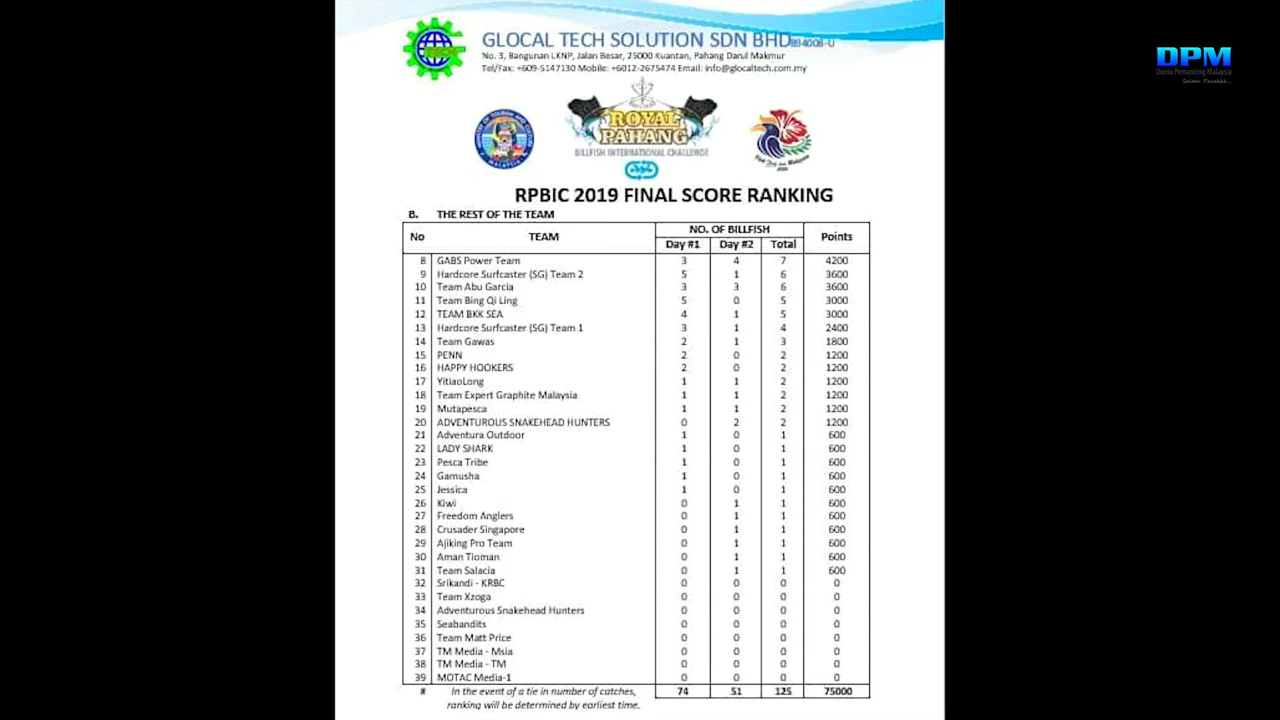 GLOCAL TECH SOLUTION SDN BHD 894008-U
No. 3, Bangunan LKNP, Jalan Besar, 25000 Kuantan, Pahang Darul Makmur
Tel/Fax: +609-5147130 Mobile: +6012-2675474 Email: info@glocaltech.com.my
DPM
Dunia Pemancing Malaysia
ROYAL
PAHANG
BILLFISH INTERNATIONAL CHALLENGE
RPBIC 2019 FINAL SCORE RANKING
B. THE REST OF THE TEAM
No TEAM NO. OF BILLFISH Points
Day #1 Day #2 Total
8 GABS Power Team 3 4 7 4200
9 Hardcore Surfcaster (SG) Team 2 5 1 6 3600
10 Team Abu Garcia 3 3 6 3600
11 Team Bing Qi Ling 5 0 5 3000
12 TEAM BKK SEA 4 1 5 3000
13 Hardcore Surfcaster (SG) Team 1 3 1 4 2400
14 Team Gawas 2 1 3 1800
15 PENN 2 0 2 1200
16 HAPPY HOOKERS 2 0 2 1200
17 YitiaoLong 1 1 2 1200
18 Team Expert Graphite Malaysia 1 1 2 1200
19 Mutapesca 1 1 2 1200
20 ADVENTUROUS SNAKEHEAD HUNTERS 0 2 2 1200
21 Adventura Outdoor 1 0 1 600
22 LADY SHARK 1 0 1 600
23 Pesca Tribe 1 0 1 600
24 Gamusha 1 0 1 600
25 Jessica 1 0 1 600
26 Kiwi 0 1 1 600
27 Freedom Anglers 0 1 1 600
28 Crusader Singapore 0 1 1 600
29 Ajiking Pro Team 0 1 1 600
30 Aman Tioman 0 1 1 600
31 Team Salacia 0 1 1 600
32 Srikandi - KRBC 0 0 0 0
33 Team Xzoga 0 0 0 0
34 Adventurous Snakehead Hunters 0 0 0 0
35 Seabandits 0 0 0 0
36 Team Matt Price 0 0 0 0
37 TM Media - Msia 0 0 0 0
38 TM Media - TM 0 0 0 0
39 MOTAC Media-1 0 0 0 0
# In the event of a tie in number of catches, 74 51 125 75000
ranking will be determined by earliest time.